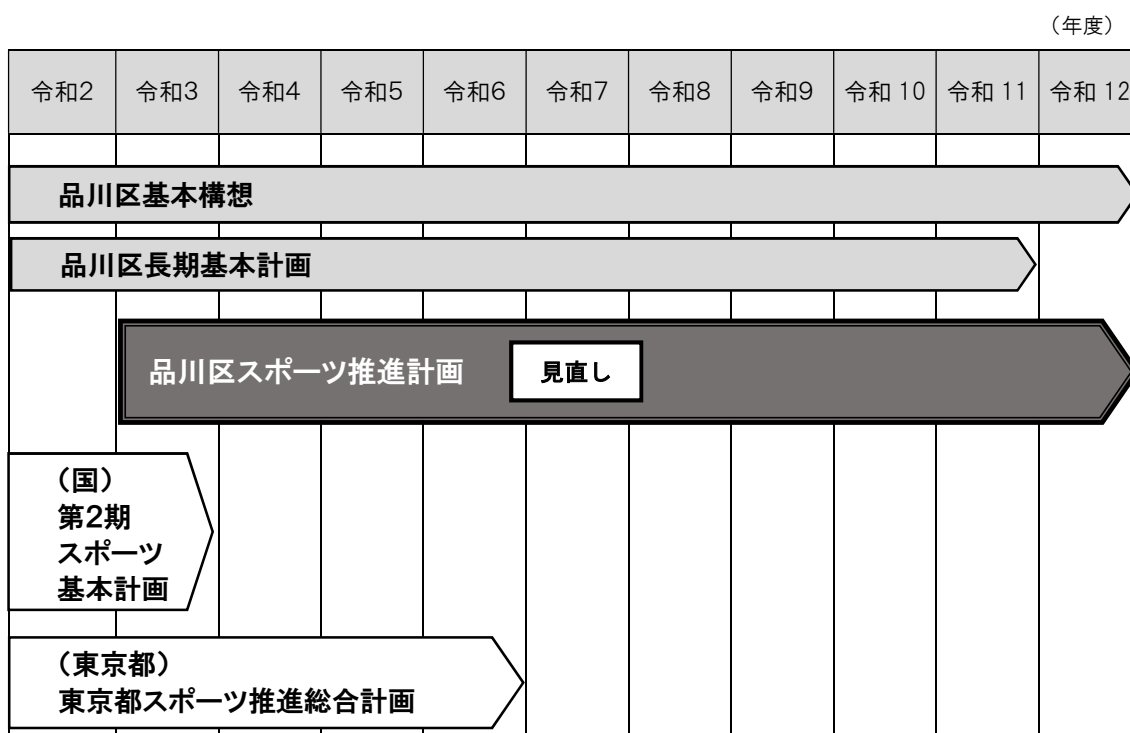 （年度）
令和2 令和3 令和4 令和5 令和6 令和7 令和8 令和9 令和 10 令和 11 令和 12
品川区基本構想
品川区長期基本計画
品川区スポーツ推進計画 見直し
（国）
第2期
スポーツ
基本計画
（東京都）
東京都スポーツ推進総合計画